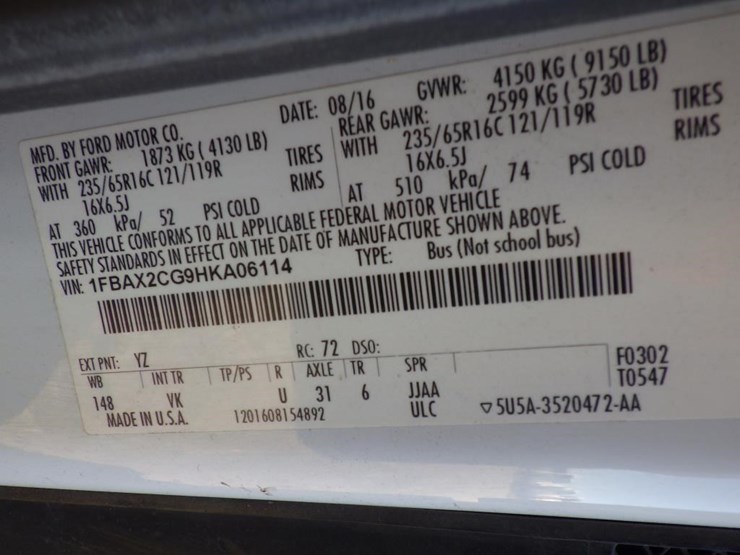 MFD. BY FORD MOTOR CO. DATE: 08/16 GVWR: 4150 KG ( 9150 LB)
FRONT GAWR: 1873 KG ( 4130 LB) REAR GAWR: 2599 KG ( 5730 LB)
WITH 235/65R16C 121/119R TIRES WITH 235/65R16C 121/119R TIRES
16X6.5J RIMS 16X6.5J RIMS
AT 360 kPa/ 52 PSI COLD AT 510 kPa/ 74 PSI COLD
THIS VEHICLE CONFORMS TO ALL APPLICABLE FEDERAL MOTOR VEHICLE
SAFETY STANDARDS IN EFFECT ON THE DATE OF MANUFACTURE SHOWN ABOVE.
VIN: 1FBAX2CG9HKA06114 TYPE: Bus (Not school bus)
EXT PNT: YZ RC: 72 DSO: F0302
WB INT TR TP/PS R AXLE TR SPR T0547
148 VK U 31 6 JJAA
MADE IN U.S.A. 1201608154892 ULC ▽5U5A-3520472-AA